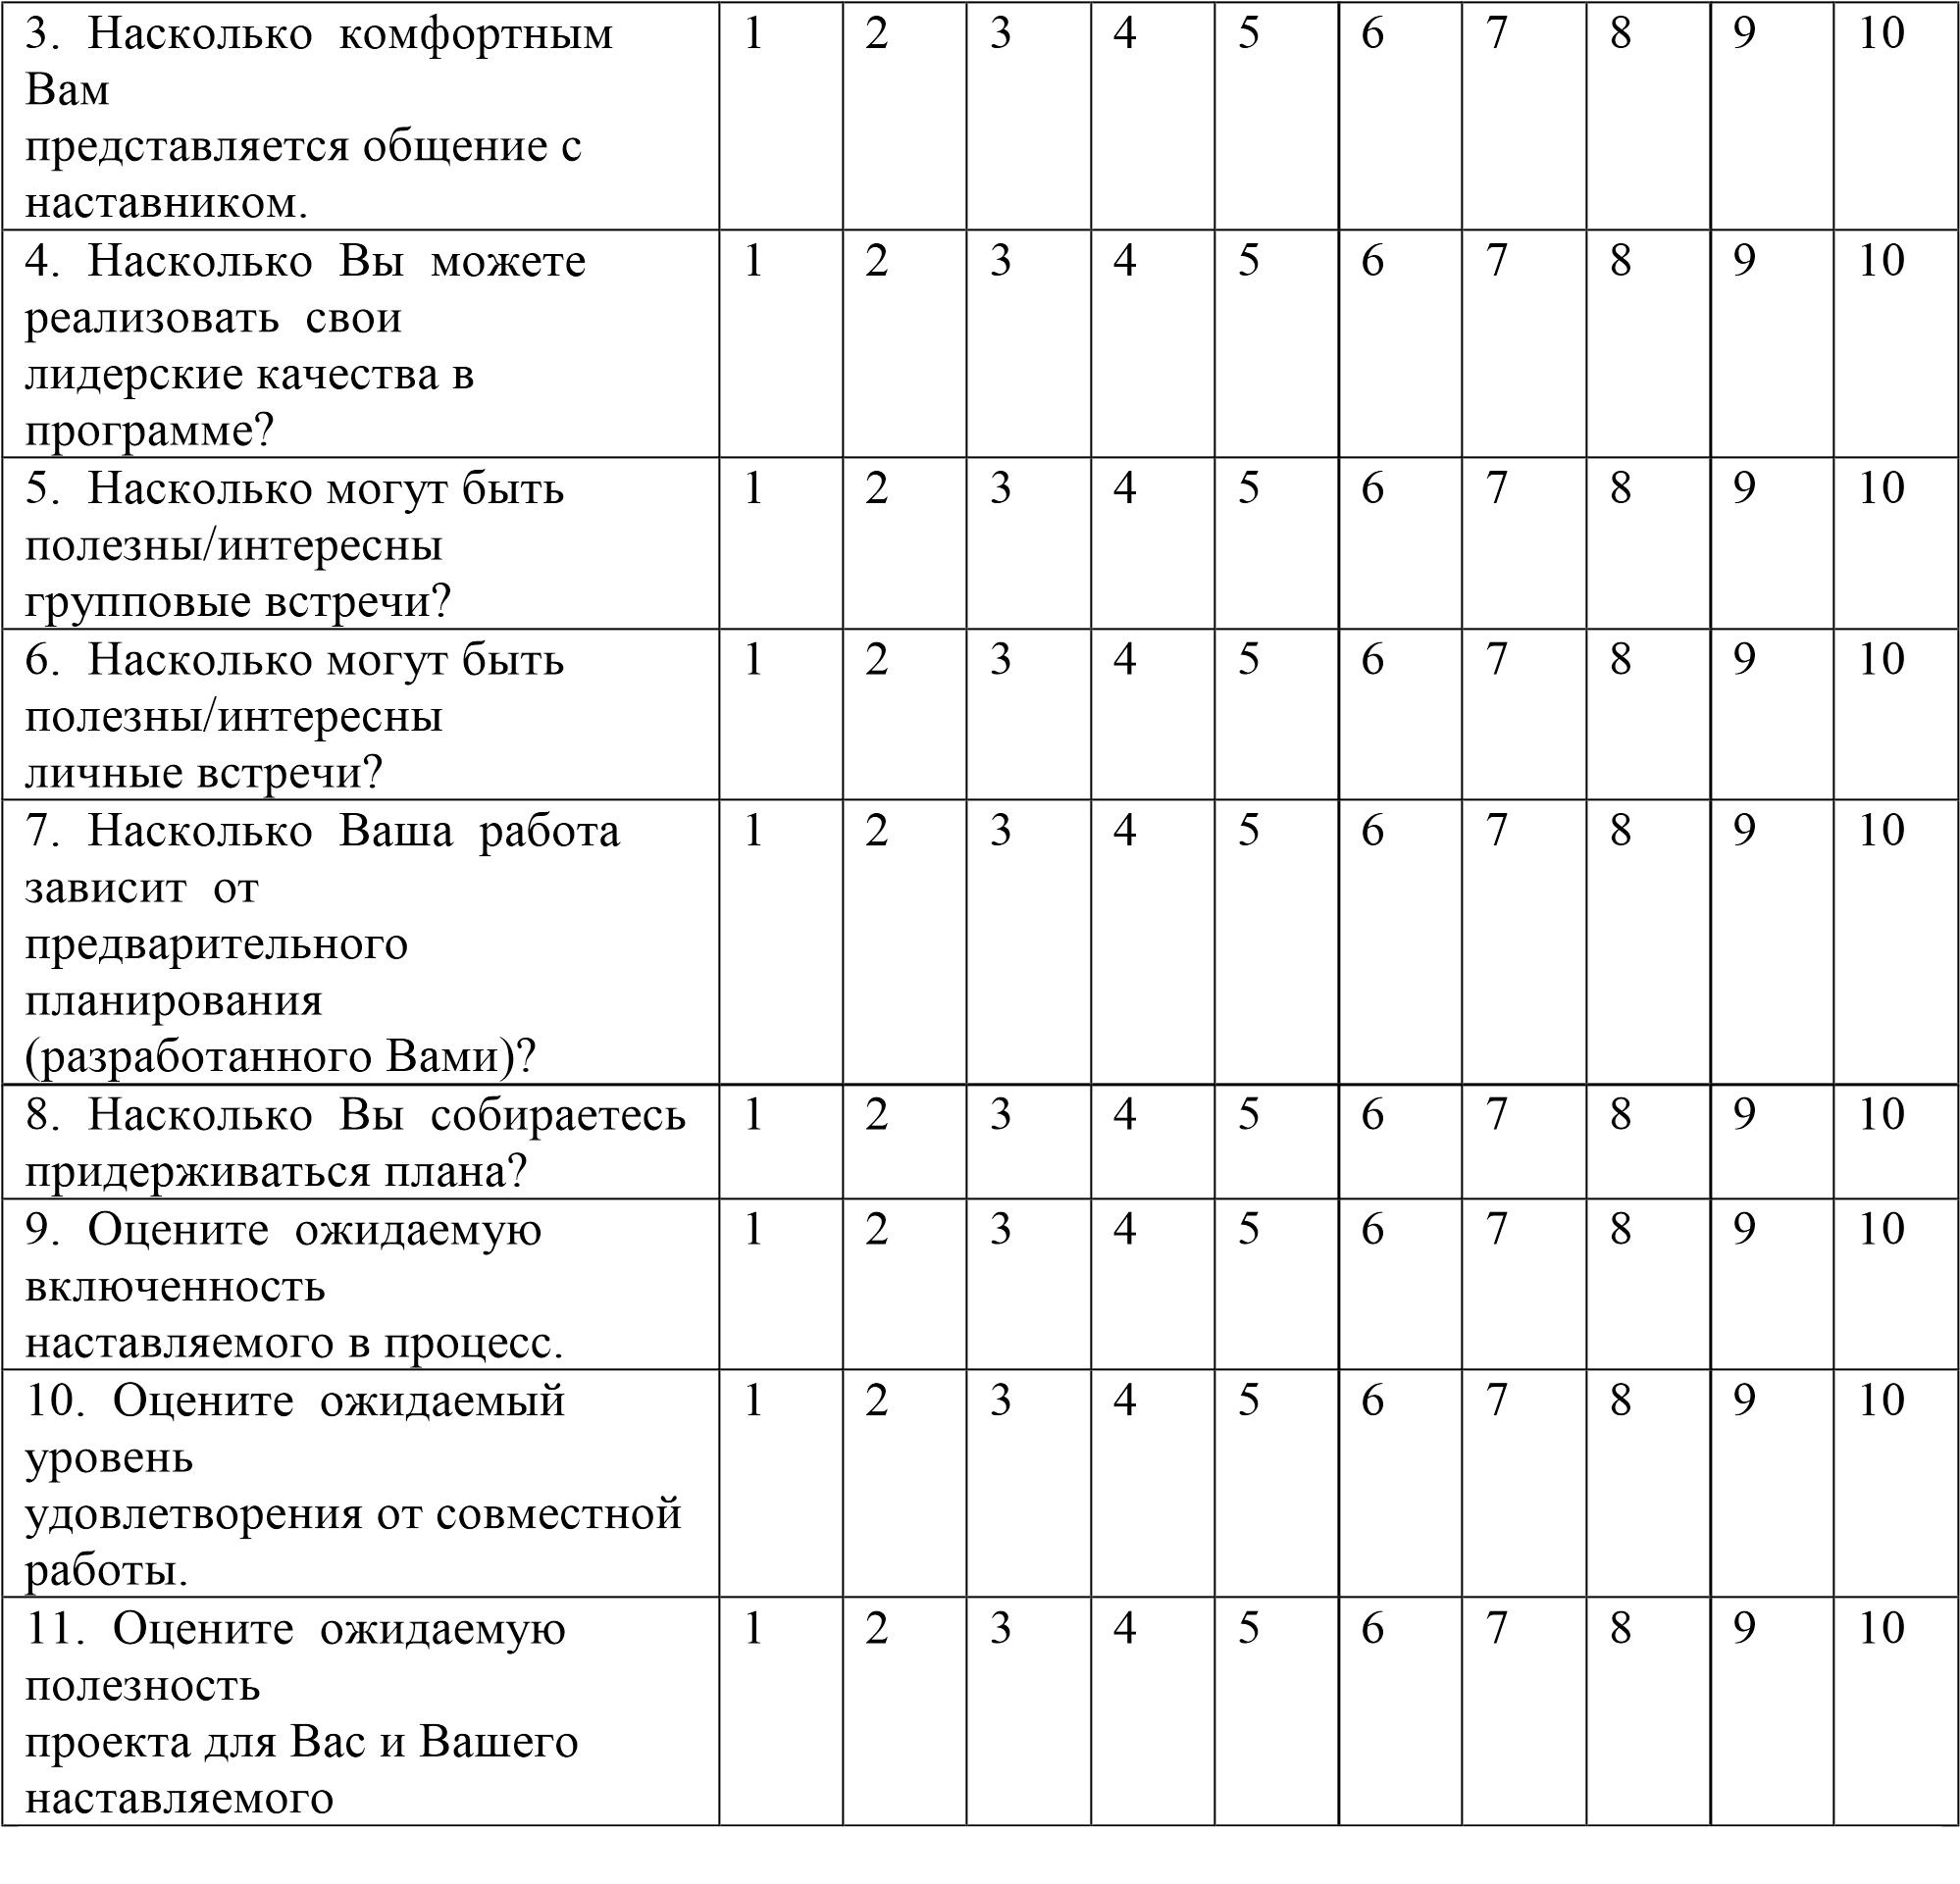 3. Насколько комфортным 1 2 3 4 5 6 7 8 9 10
Вам
представляется общение с
наставником.
4. Насколько Вы можете 1 2 3 4 5 6 7 8 9 10
реализовать свои
лидерские качества в
программе?
5. Насколько могут быть 1 2 3 4 5 6 7 8 9 10
полезны/интересны
групповые встречи?
6. Насколько могут быть 1 2 3 4 5 6 7 8 9 10
полезны/интересны
личные встречи?
7. Насколько Ваша работа 1 2 3 4 5 6 7 8 9 10
зависит от
предварительного
планирования
(разработанного Вами)?
8. Насколько Вы собираетесь 1 2 3 4 5 6 7 8 9 10
придерживаться плана?
9. Оцените ожидаемую 1 2 3 4 5 6 7 8 9 10
включенность
наставляемого в процесс.
10. Оцените ожидаемый 1 2 3 4 5 6 7 8 9 10
уровень
удовлетворения от совместной
работы.
11. Оцените ожидаемую 1 2 3 4 5 6 7 8 9 10
полезность
проекта для Вас и Вашего
наставляемого